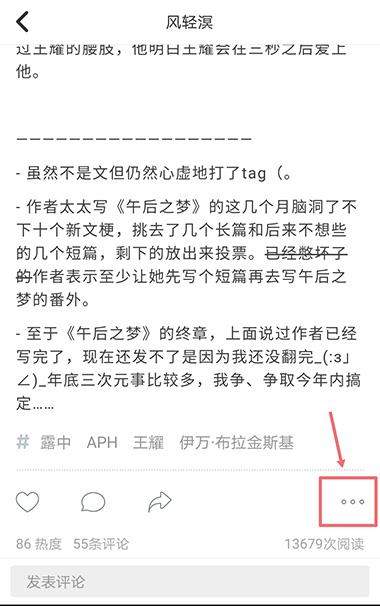 风轻溟
过王耀的腰肢，他明白王耀会在三秒之后爱上
他。
——————————————————
- 虽然不是文但仍然心虚地打了tag（。
- 作者太太写《午后之梦》的这几个月脑洞了不
下十个新文梗，挑去了几个长篇和后来不想些
的几个短篇，剩下的放出来投票。已经憋坏了
的作者表示至少让她先写个短篇再去写午后之
梦的番外。
- 至于《午后之梦》的终章，上面说过作者已经
写完了，现在还发不了是因为我还没翻完_(:з」
∠)_年底三次元事比较多，我争、争取今年内搞
定……
# 露中 APH 王耀 伊万·布拉金斯基
86 热度 55条评论 13679次阅读
发表评论